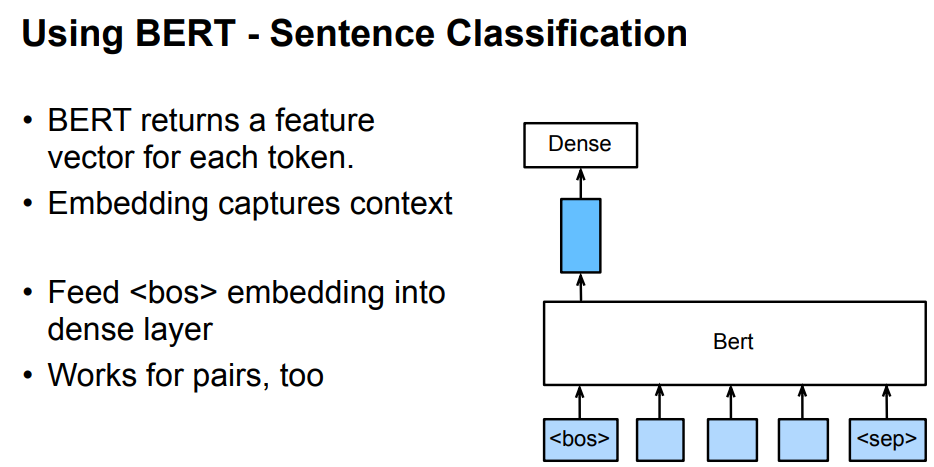 Using BERT - Sentence Classification
• BERT returns a feature
vector for each token.
• Embedding captures context
• Feed <bos> embedding into
dense layer
• Works for pairs, too
Dense
Bert
<bos>
<sep>